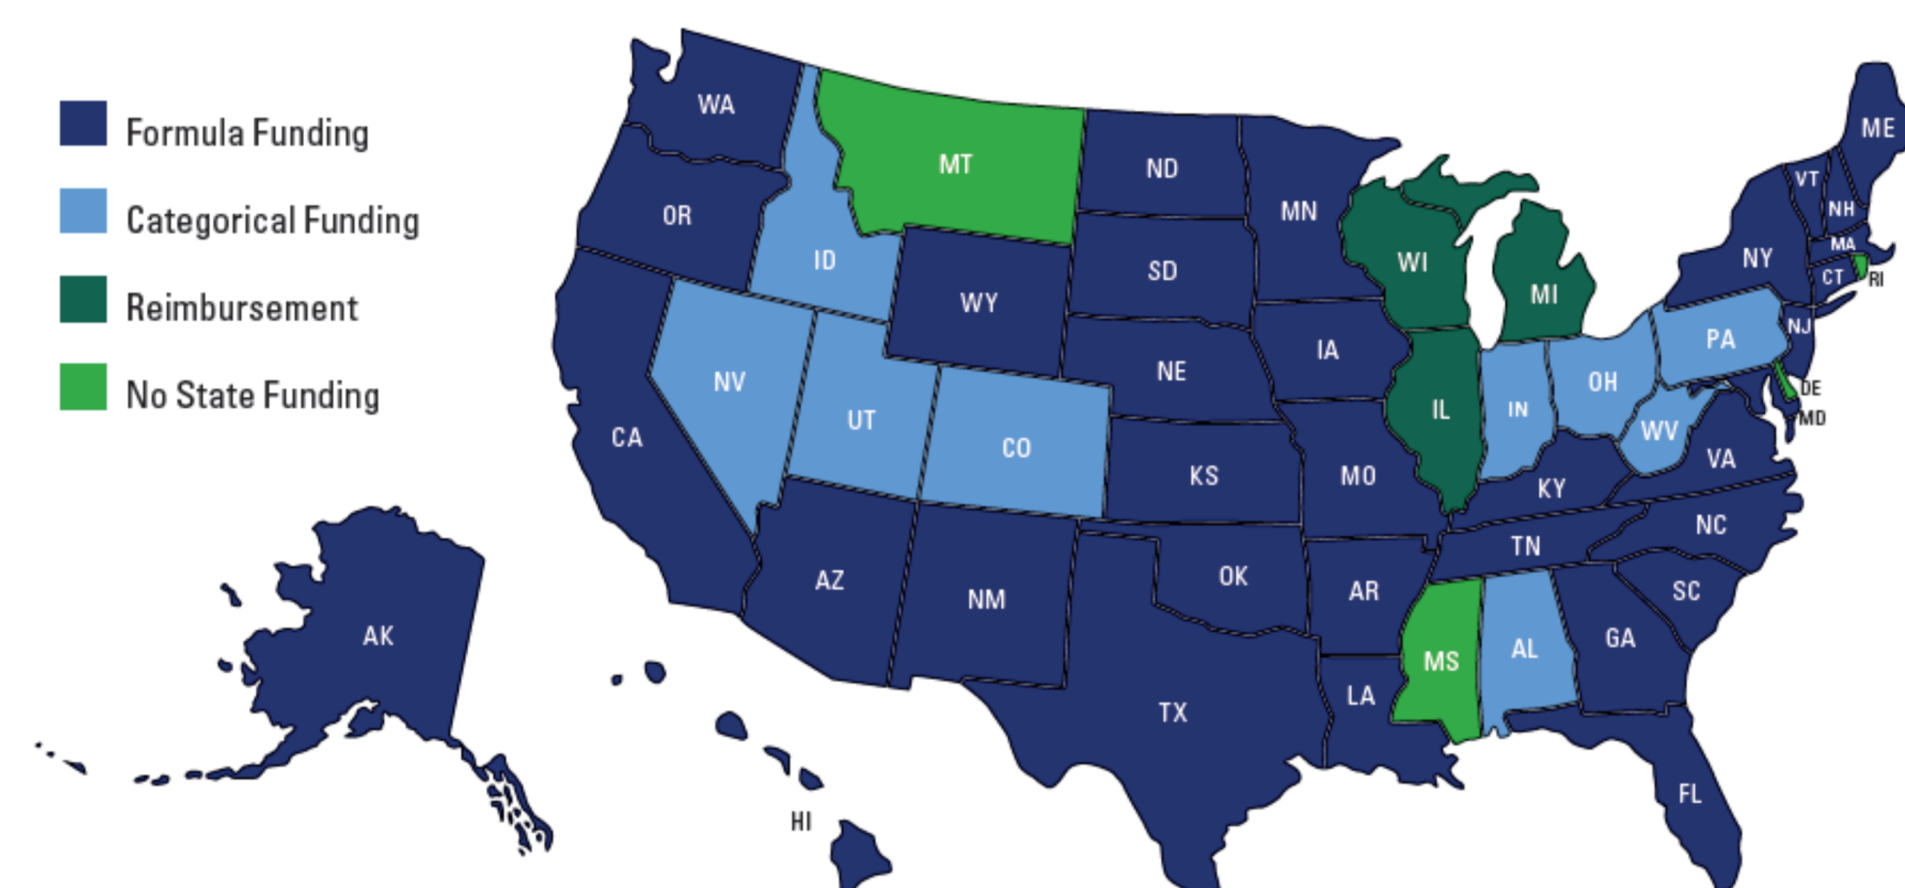 Formula Funding
Categorical Funding
Reimbursement
No State Funding
WA
OR
CA
ID
NV
MT
WY
UT
CO
AZ
NM
ND
SD
NE
KS
OK
TX
MN
IA
MO
AR
LA
WI
IL
MI
IN
OH
KY
TN
MS
AL
GA
FL
SC
NC
VA
WV
PA
NY
VT
NH
ME
MA
CT
RI
NJ
DE
MD
AK
HI